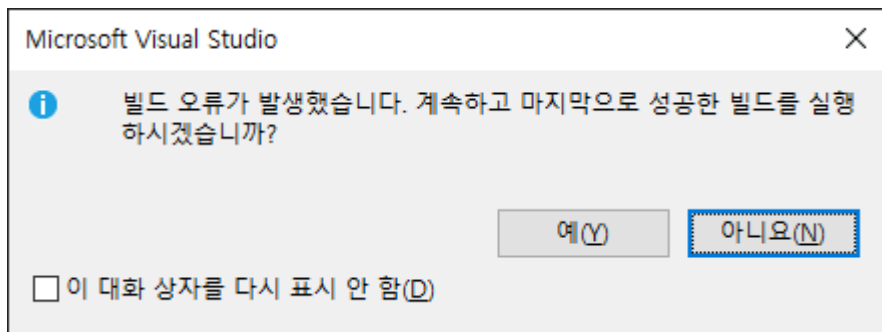 Microsoft Visual Studio
빌드 오류가 발생했습니다. 계속하고 마지막으로 성공한 빌드를 실행
하시겠습니까?
예(Y)
아니요(N)
이 대화 상자를 다시 표시 안 함(D)